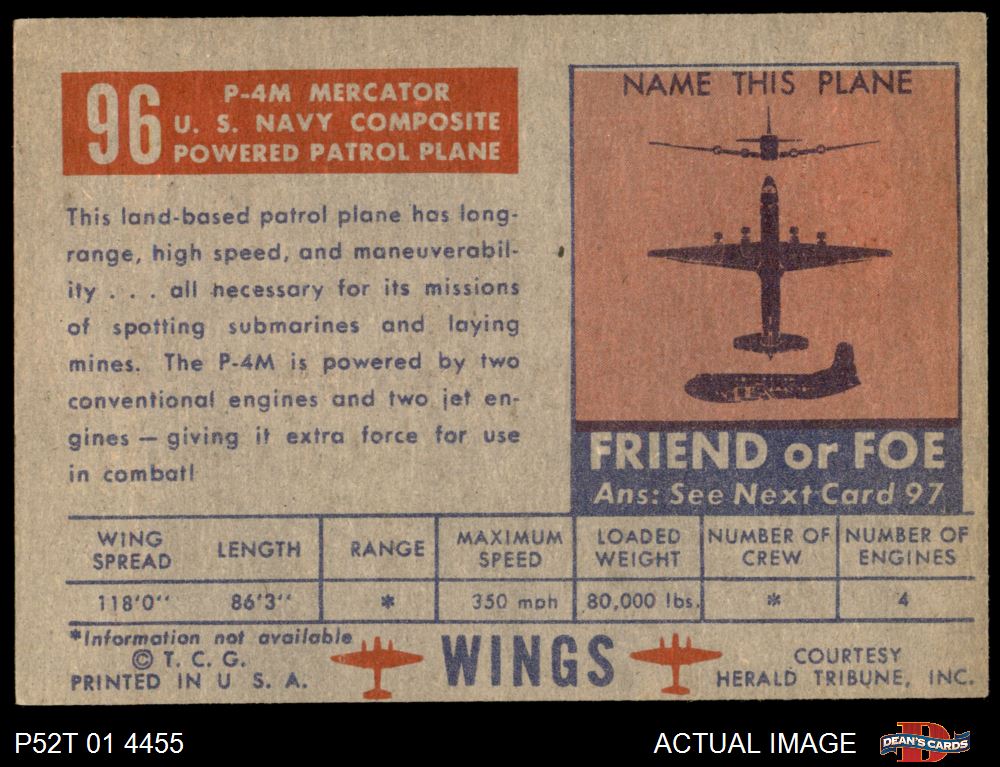 96
P-4M MERCATOR
U. S. NAVY COMPOSITE
POWERED PATROL PLANE
This land-based patrol plane has long-
range, high speed, and maneuverabil-
ity . . . all necessary for its missions
of spotting submarines and laying
mines. The P-4M is powered by two
conventional engines and two jet en-
gines — giving it extra force for use
in combat!
NAME THIS PLANE
FRIEND or FOE
Ans: See Next Card 97
WING SPREAD
LENGTH
RANGE
MAXIMUM SPEED
LOADED WEIGHT
NUMBER OF CREW
NUMBER OF ENGINES
118'0'' 86'3'' * 350 mph 80,000 lbs. * 4
*Information not available
© T. C. G.
PRINTED IN U S. A.
WINGS
COURTESY
HERALD TRIBUNE, INC.
P52T 01 4455
ACTUAL IMAGE
D
DEAN'S CARDS